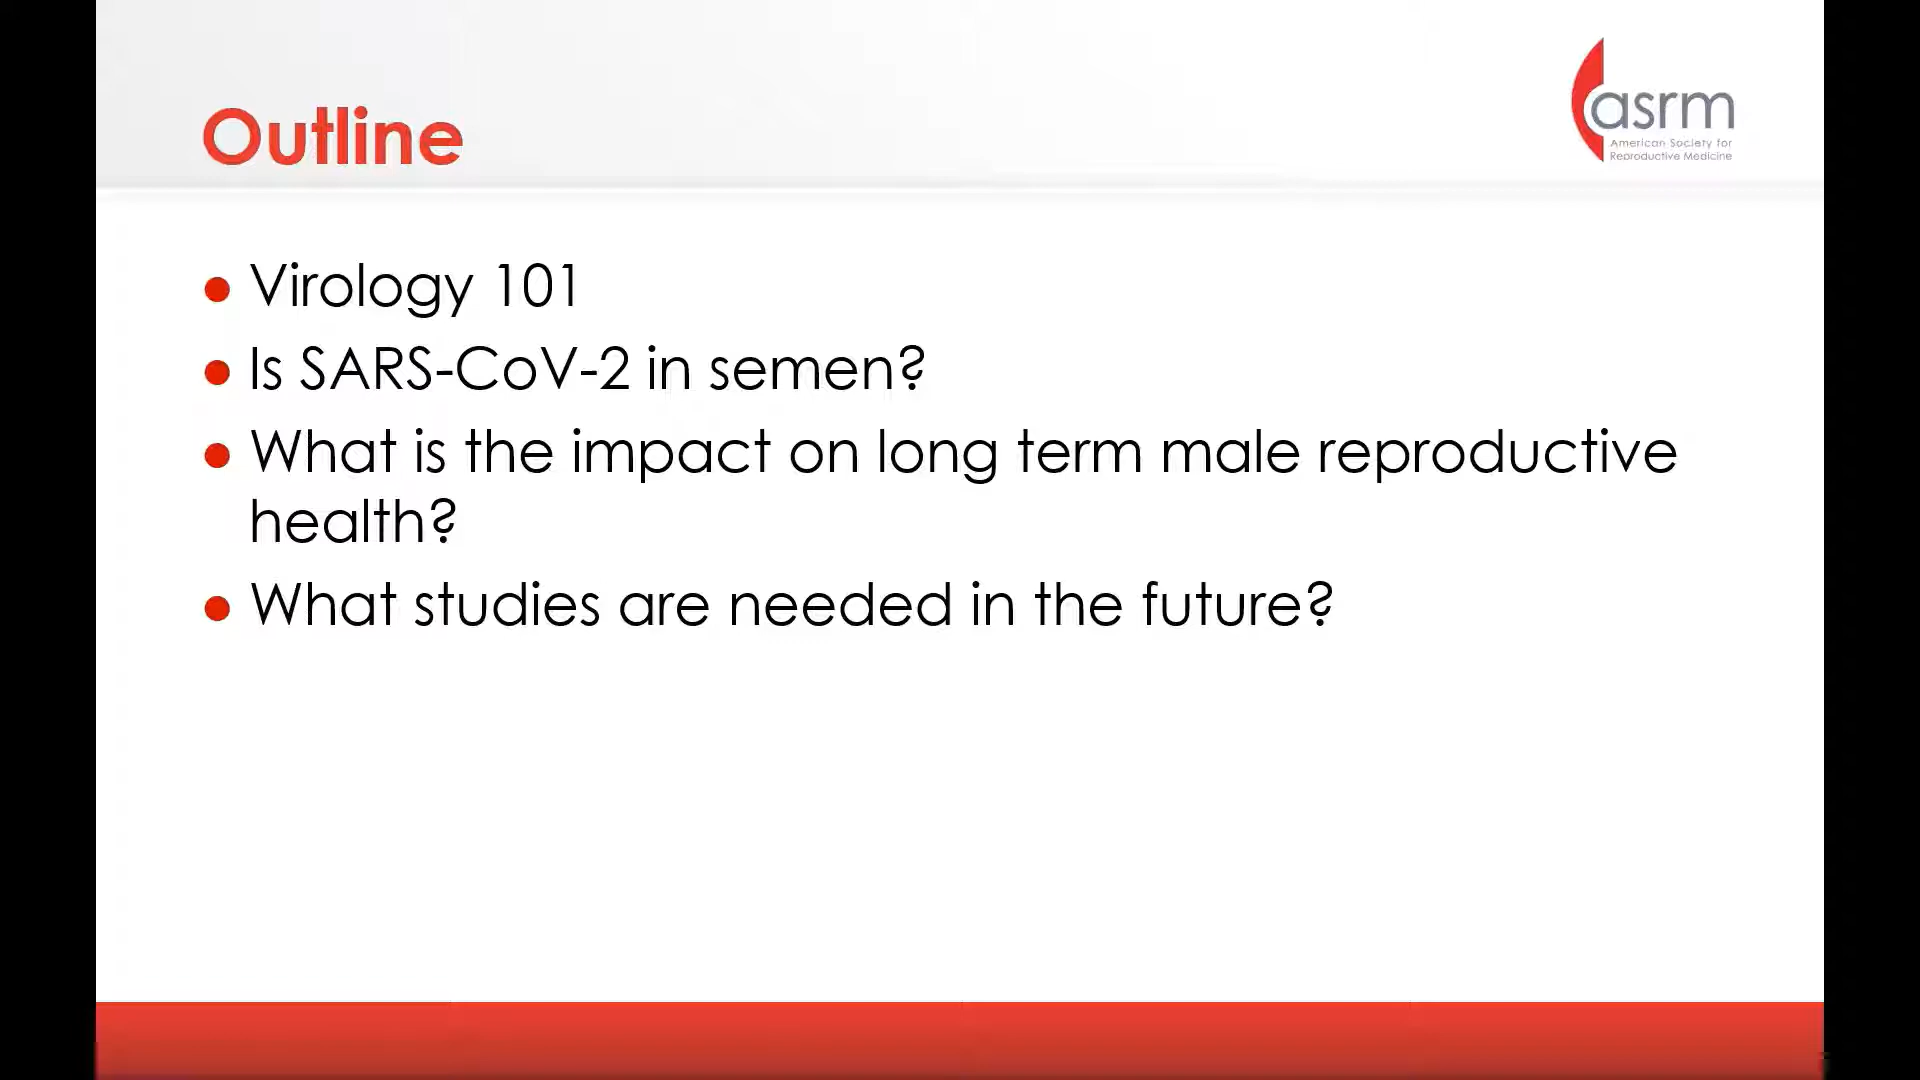 Outline
asrm
American Society for
Reproductive Medicine
Virology 101
Is SARS-CoV-2 in semen?
What is the impact on long term male reproductive
health?
What studies are needed in the future?